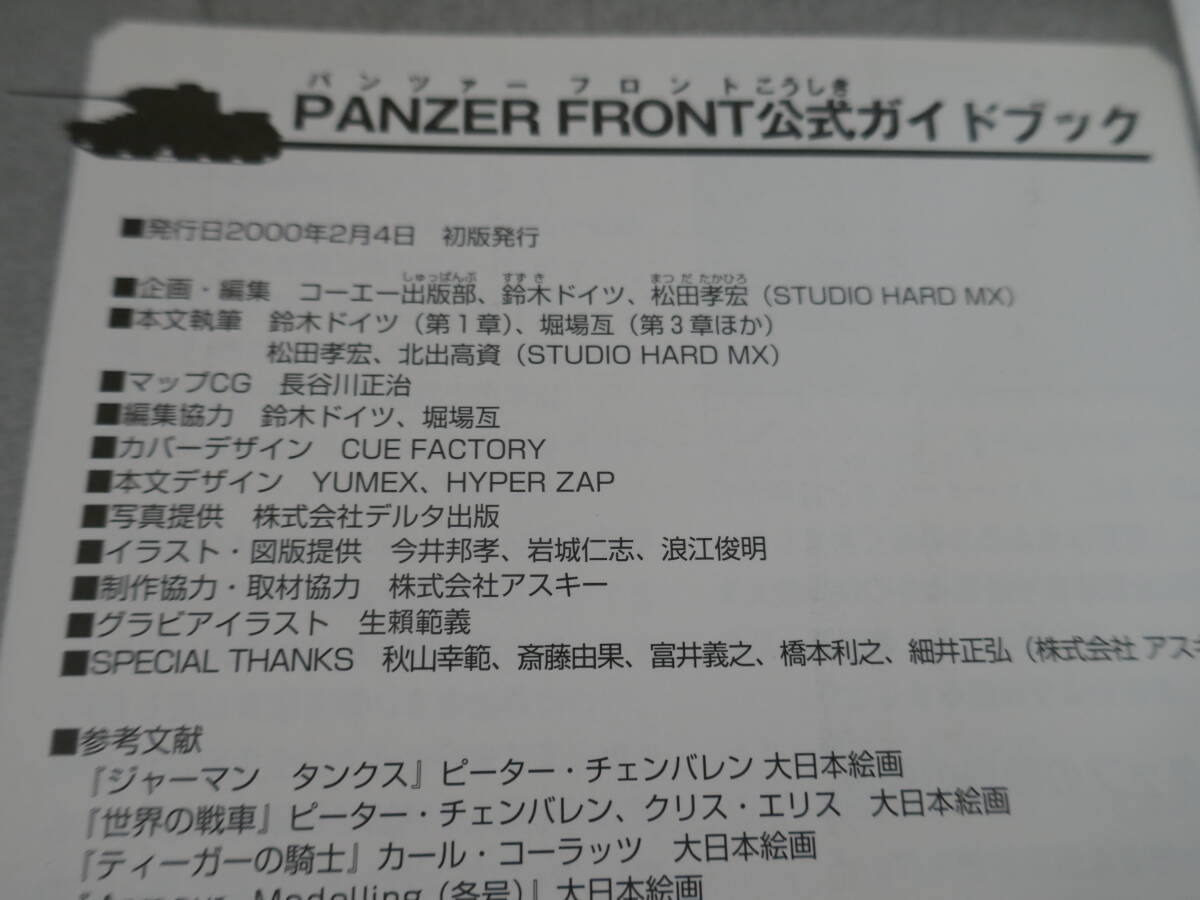 パンツァー フロント こうしき
PANZER FRONT公式ガイドブック
■発行日2000年2月4日　初版発行
しゅっぱんぶ　すずき　まつだたかひろ
■企画・編集　コーエー出版部、鈴木ドイツ、松田孝宏（STUDIO HARD MX）
■本文執筆　鈴木ドイツ（第1章）、堀場亙（第3章ほか）
松田孝宏、北出高資（STUDIO HARD MX）
■マップCG　長谷川正治
■編集協力　鈴木ドイツ、堀場亙
■カバーデザイン　CUE FACTORY
■本文デザイン　YUMEX、HYPER ZAP
■写真提供　株式会社デルタ出版
■イラスト・図版提供　今井邦孝、岩城仁志、浪江俊明
■制作協力・取材協力　株式会社アスキー
■グラビアイラスト　生賴範義
■SPECIAL THANKS　秋山幸範、斎藤由果、富井義之、橋本利之、細井正弘（株式会社 アスキ
■参考文献
『ジャーマン　タンクス』ピーター・チェンバレン 大日本絵画
『世界の戦車』ピーター・チェンバレン、クリス・エリス　大日本絵画
『ティーガーの騎士』カール・コーラッツ　大日本絵画
Modelling（各号）』大日本絵画